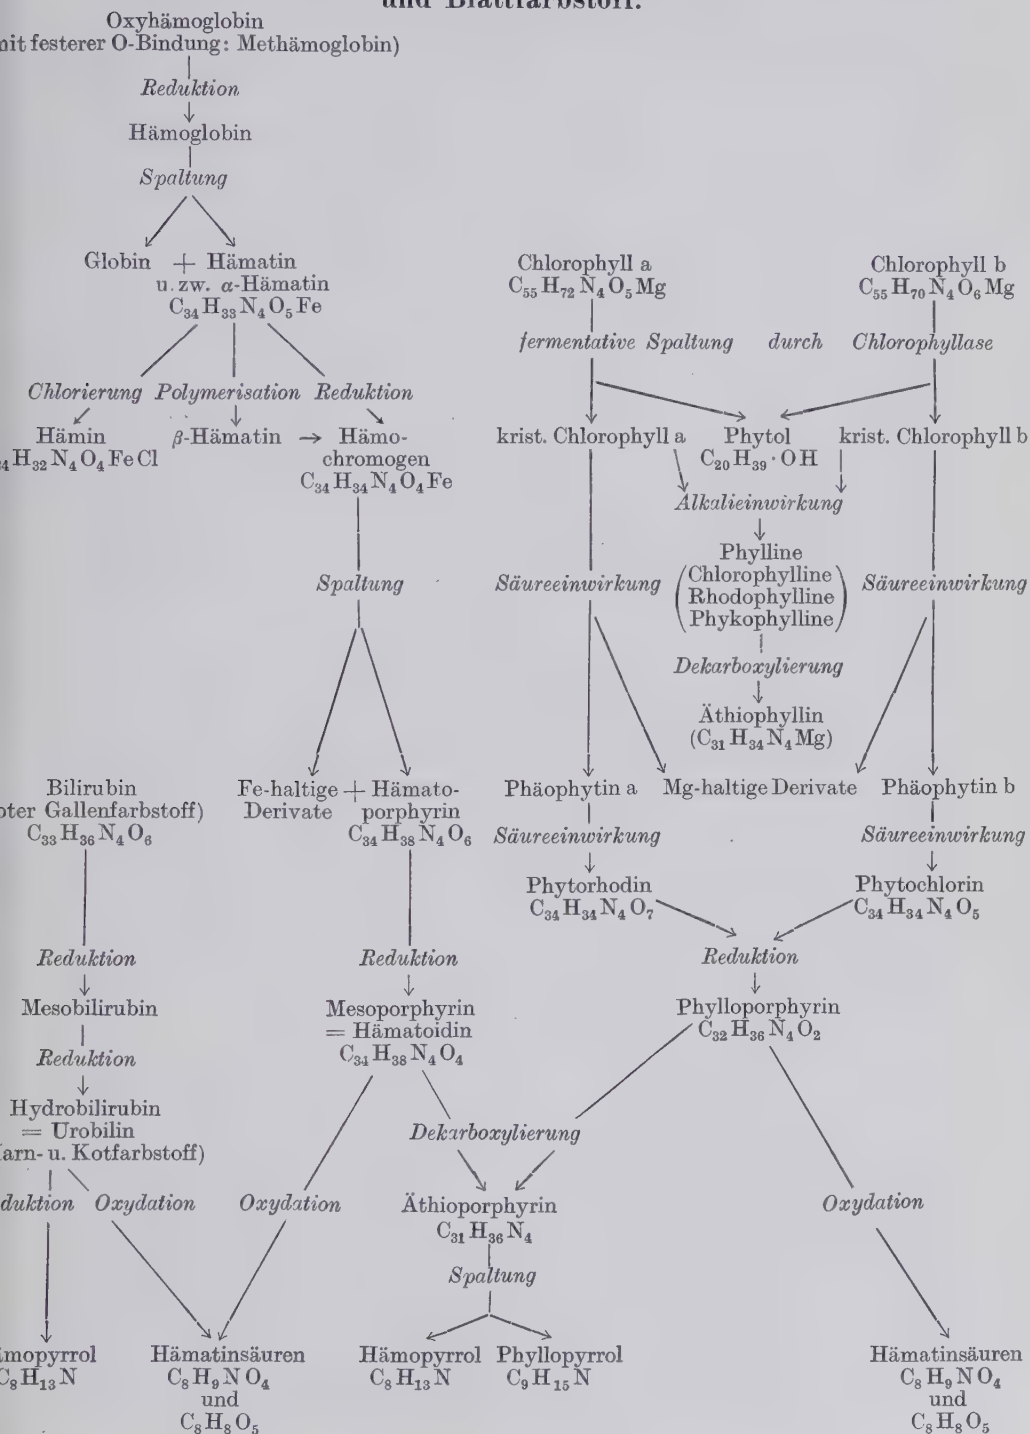 und Blattfarbstoff.
Oxyhämoglobin
festerer O-Bindung: Methämoglobin)
Reduktion
Hämoglobin
Spaltung
Globin + Hämatin
u. zw. α-Hämatin
C₃₄H₃₃N₄O₅Fe
Chlorierung Polymerisation Reduktion
Hämin
H₃₂N₄O₄FeCl
β-Hämatin → Hämo-
chromogen
C₃₄H₃₄N₄O₄Fe
Spaltung
Fe-haltige + Hämato-
Derivate porphyrin
C₃₄H₃₈N₄O₆
Bilirubin
Gallenfarbstoff)
C₃₃H₃₆N₄O₆
Reduktion
Mesobilirubin
Reduktion
Hydrobilirubin
= Urobilin
u. Kotfarbstoff)
Oxydation
Reduktion
Mesoporphyrin
= Hämatoidin
C₃₄H₃₈N₄O₄
Oxydation
Chlorophyll a
C₅₅H₇₂N₄O₅Mg
Chlorophyll b
C₅₅H₇₀N₄O₆Mg
fermentative Spaltung durch Chlorophyllase
krist. Chlorophyll a
Phytol
C₂₀H₃₉·OH
krist. Chlorophyll b
Alkalieinwirkung
Phylline
(Chlorophylline
Rhodophylline
Phykophylline)
Säureeinwirkung
Säureeinwirkung
Dekarboxylierung
Äthiophyllin
(C₃₁H₃₄N₄Mg)
Phäophytin a Mg-haltige Derivate Phäophytin b
Säureeinwirkung
Säureeinwirkung
Phytorhodin
C₃₄H₃₄N₄O₇
Phytochlorin
C₃₄H₃₄N₄O₅
Reduktion
Phylloporphyrin
C₃₂H₃₆N₄O₂
Dekarboxylierung
Oxydation
Äthioporphyrin
C₃₁H₃₆N₄
Spaltung
C₈H₁₃N
Hämatinsäuren
C₈H₉NO₄
und
C₈H₈O₅
Hämopyrrol
C₈H₁₃N
Phyllopyrrol
C₉H₁₅N
Hämatinsäuren
C₈H₉NO₄
und
C₈H₈O₅